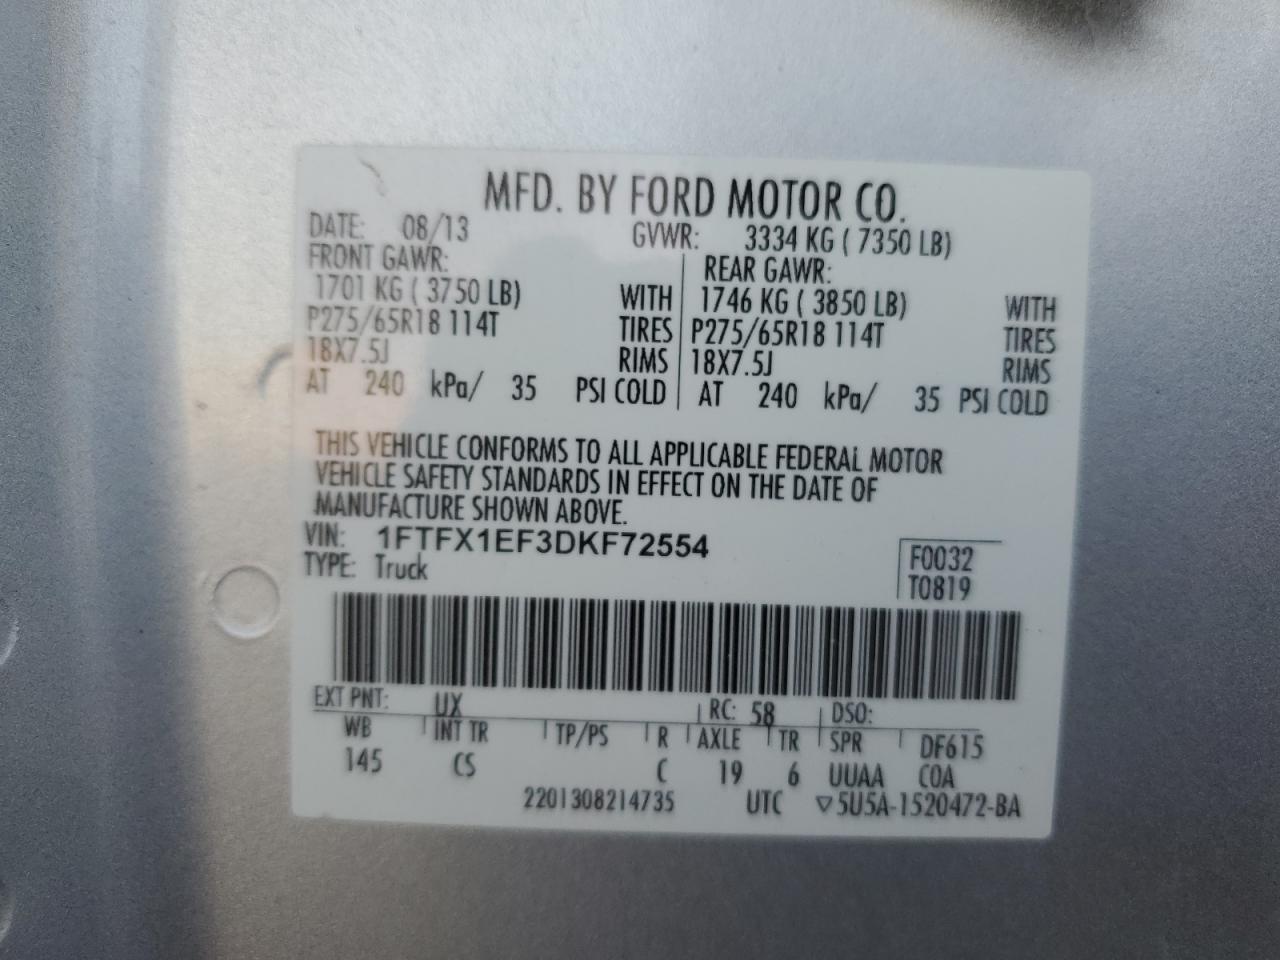 MFD. BY FORD MOTOR CO.
DATE: 08/13 GVWR: 3334 KG ( 7350 LB)
FRONT GAWR: REAR GAWR:
1701 KG ( 3750 LB) WITH 1746 KG ( 3850 LB) WITH
P275/65R18 114T TIRES P275/65R18 114T TIRES
18X7.5J RIMS 18X7.5J RIMS
AT 240 kPa/ 35 PSI COLD AT 240 kPa/ 35 PSI COLD
THIS VEHICLE CONFORMS TO ALL APPLICABLE FEDERAL MOTOR
VEHICLE SAFETY STANDARDS IN EFFECT ON THE DATE OF
MANUFACTURE SHOWN ABOVE.
VIN: 1FTFX1EF3DKF72554 F0032
TYPE: Truck T0819
EXT PNT: UX RC: 58 DSO:
WB INT TR TP/PS R AXLE TR SPR DF615
145 CS C 19 6 UUAA COA
2201308214735 UTC ▽5U5A-1520472-BA